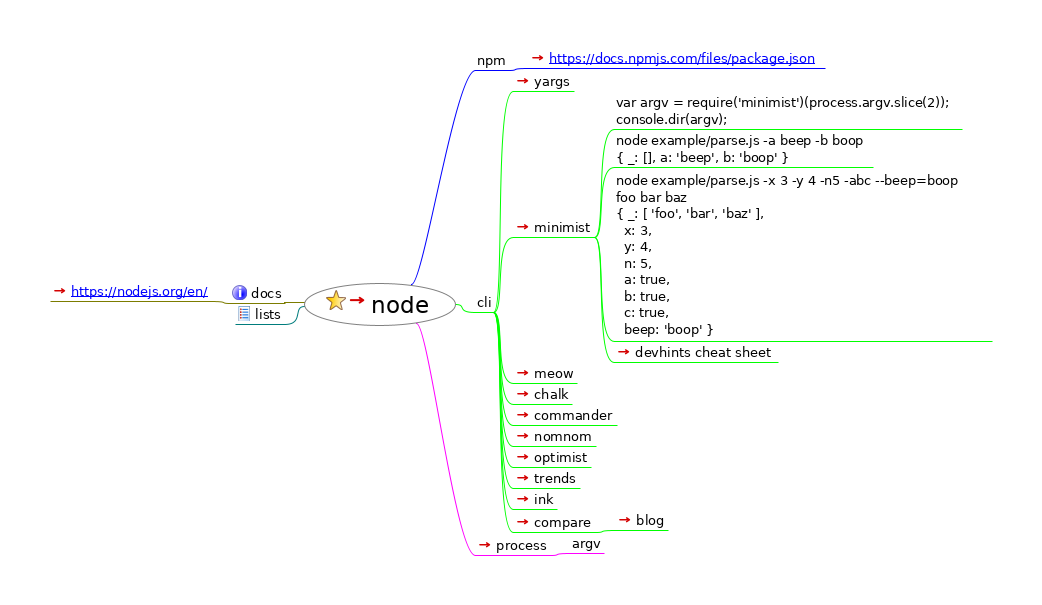 npm
https://docs.npmjs.com/files/package.json
yargs
var argv = require('minimist')(process.argv.slice(2));
console.dir(argv);
node example/parse.js -a beep -b boop
{ _: [], a: 'beep', b: 'boop' }
node example/parse.js -x 3 -y 4 -n5 -abc --beep=boop
foo bar baz
{ _: [ 'foo', 'bar', 'baz' ],
  x: 3,
  y: 4,
  n: 5,
  a: true,
  b: true,
  c: true,
  beep: 'boop' }
minimist
devhints cheat sheet
https://nodejs.org/en/
docs
lists
node
cli
meow
chalk
commander
nomnom
optimist
trends
ink
compare
blog
process
argv